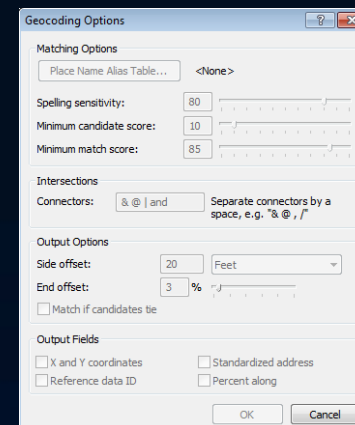 Geocoding Options
Matching Options
Place Name Alias Table... <None>
Spelling sensitivity: 80
Minimum candidate score: 10
Minimum match score: 85
Intersections
Connectors: & @ | and Separate connectors by a
space, e.g. "& @ , /"
Output Options
Side offset: 20 Feet
End offset: 3 %
Match if candidates tie
Output Fields
X and Y coordinates Standardized address
Reference data ID Percent along
OK Cancel